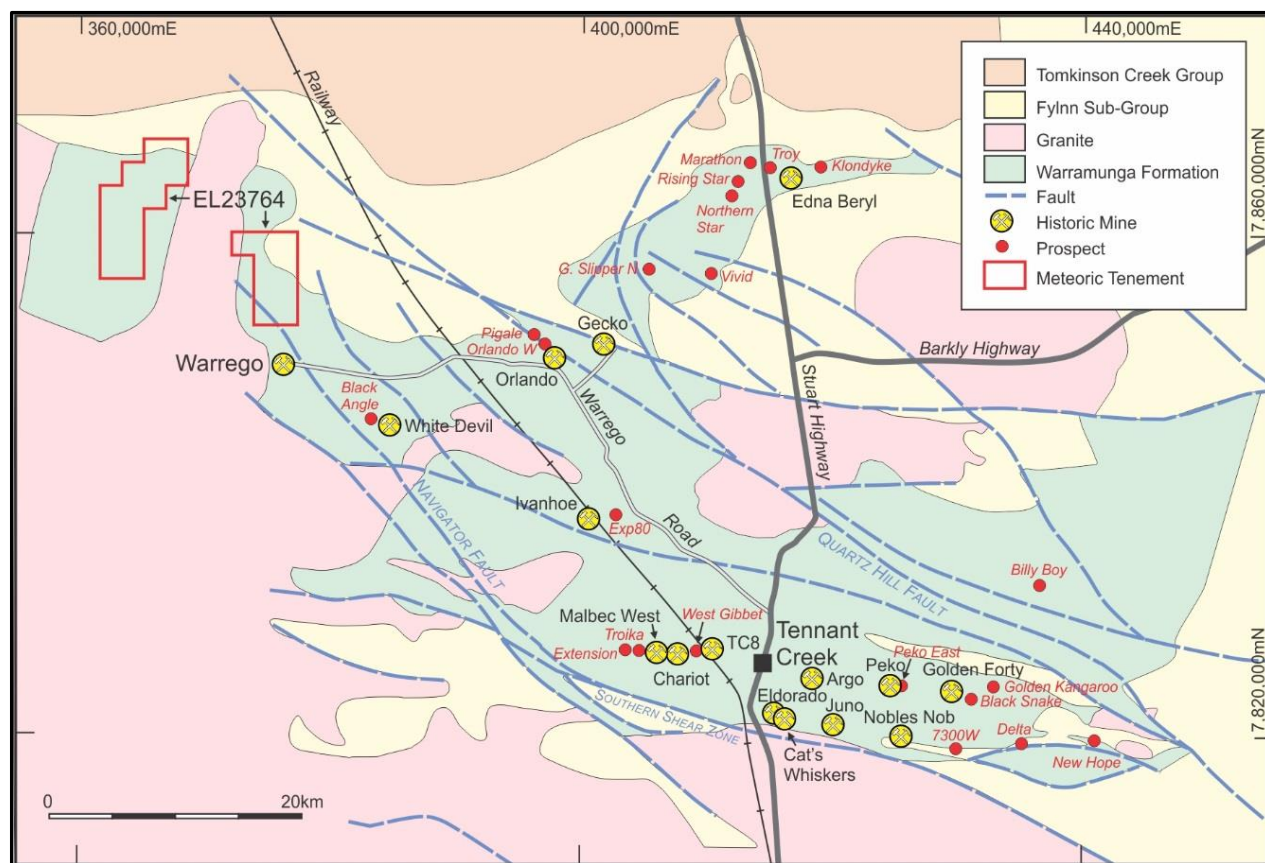 360,000mE
400,000mE
440,000mE
Railway
Tomkinson Creek Group
Fylnn Sub-Group
Granite
Warramunga Formation
Fault
Historic Mine
Prospect
Meteoric Tenement
7,860,000mN
EL23764
Marathon
Troy
Klondyke
Rising Star
Edna Beryl
Northern
Star
G. Slipper N
Vivid
Pigale
Orlando W
Gecko
Orlando
Warrego
Barkly Highway
Stuart Highway
Black
Angle
White Devil
Warrego
Road
Ivanhoe
Exp80
NAVIGATOR FAULT
QUARTZ HILL FAULT
Billy Boy
Malbec West
West Gibbet
Troika
Extension
TC8
Chariot
Tennant
Creek
Peko East
Peko
Golden Forty
Argo
Golden Kangaroo
Black Snake
Eldorado
Juno
Nobles Nob
SOUTHERN SHEAR ZONE
Cat's
Whiskers
7300W
Delta
New Hope
7,820,000mN
0
20km